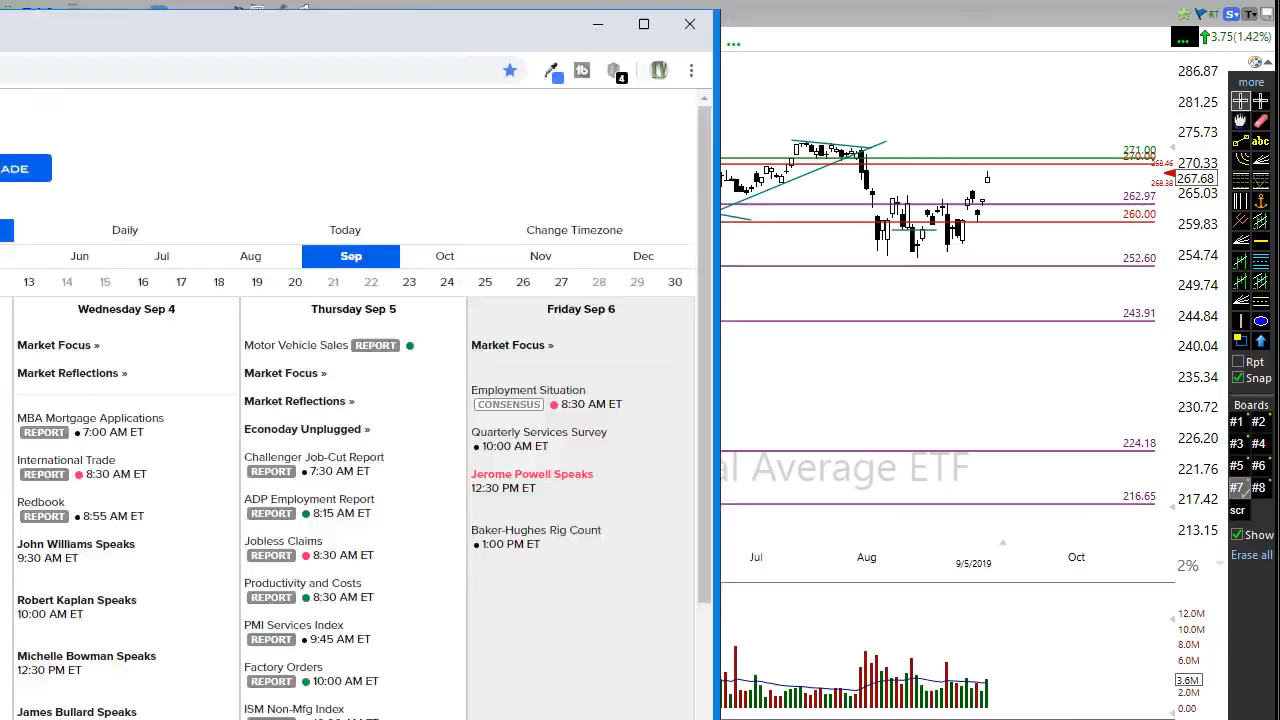 4
ADE
Daily Today Change Timezone
Jun Jul Aug Sep Oct Nov Dec
13 14 15 16 17 18 19 20 21 22 23 24 25 26 27 28 29 30
Wednesday Sep 4
Market Focus »
Market Reflections »
MBA Mortgage Applications
REPORT 7:00 AM ET
International Trade
REPORT 8:30 AM ET
Redbook
REPORT 8:55 AM ET
John Williams Speaks
9:30 AM ET
Robert Kaplan Speaks
10:00 AM ET
Michelle Bowman Speaks
12:30 PM ET
James Bullard Speaks
Thursday Sep 5
Motor Vehicle Sales REPORT
Market Focus »
Market Reflections »
Econoday Unplugged »
Challenger Job-Cut Report
REPORT 7:30 AM ET
ADP Employment Report
REPORT 8:15 AM ET
Jobless Claims
REPORT 8:30 AM ET
Productivity and Costs
REPORT 8:30 AM ET
PMI Services Index
REPORT 9:45 AM ET
Factory Orders
REPORT 10:00 AM ET
ISM Non-Mfg Index
Friday Sep 6
Market Focus »
Employment Situation
CONSENSUS 8:30 AM ET
Quarterly Services Survey
10:00 AM ET
Jerome Powell Speaks
12:30 PM ET
Baker-Hughes Rig Count
1:00 PM ET
RT S T
...
... 3.75(1.42%)
271.00
270.00
262.97
260.00
252.60
243.91
224.18
216.65
al Average ETF
286.87
281.25
275.73
270.33
268.46
267.68
268.38
265.03
259.83
254.74
249.74
244.84
240.04
235.34
230.72
226.20
221.76
217.42
213.15
Jul Aug 9/5/2019 Oct
2%
12.0M
10.0M
8.0M
6.0M
3.6M
2.0M
0.00
more
abc
Rpt
Snap
Boards
#1 #2
#3 #4
#5 #6
#7 #8
scr
Show
Erase all